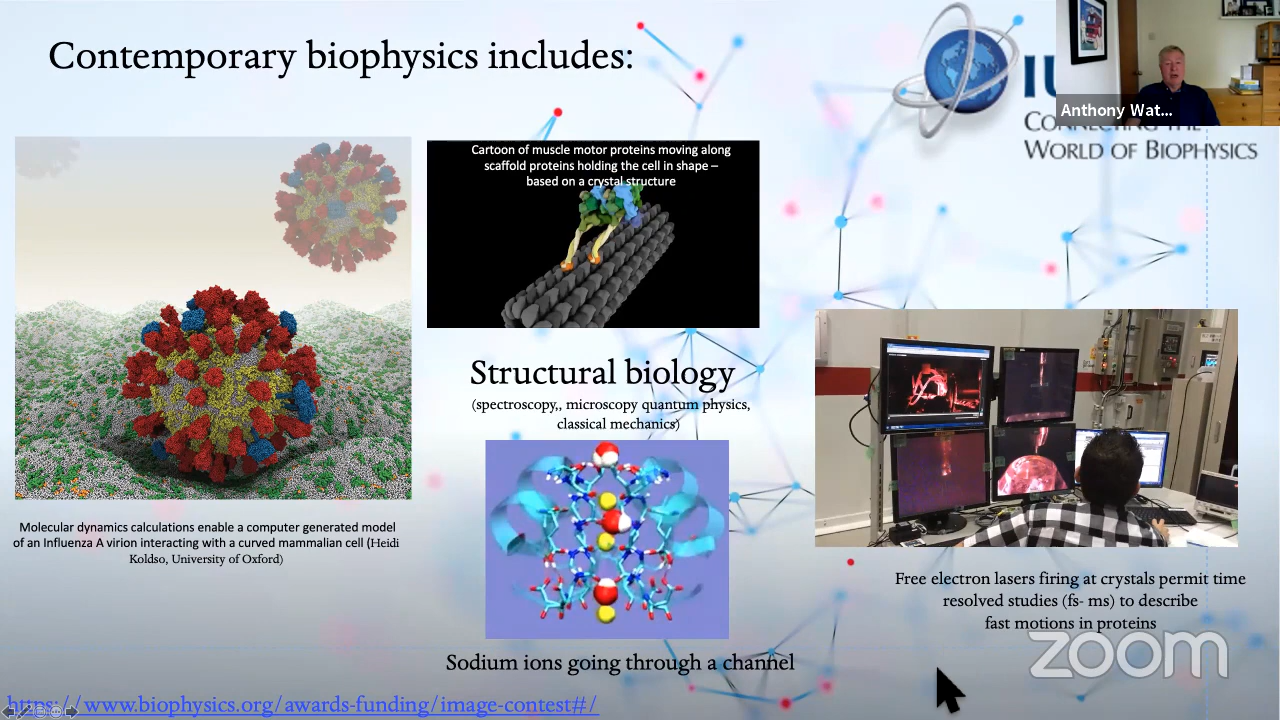 Contemporary biophysics includes:
IU
CONNECTING THE
WORLD OF BIOPHYSICS
Anthony Wat...
Cartoon of muscle motor proteins moving along
scaffold proteins holding the cell in shape –
based on a crystal structure
Structural biology
(spectroscopy,, microscopy quantum physics,
classical mechanics)
Molecular dynamics calculations enable a computer generated model
of an Influenza A virion interacting with a curved mammalian cell (Heidi
Koldso, University of Oxford)
Sodium ions going through a channel
Free electron lasers firing at crystals permit time
resolved studies (fs- ms) to describe
fast motions in proteins
zoom
https://www.biophysics.org/awards-funding/image-contest#/